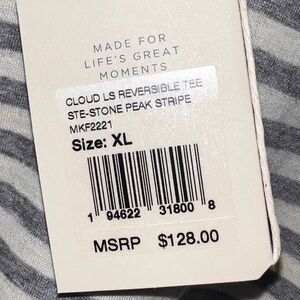 MADE FOR
LIFE'S GREAT
MOMENTS
CLOUD LS REVERSIBLE TEE
STE-STONE PEAK STRIPE
MKF2221
Size: XL
1 94622 31800 8
MSRP $128.00